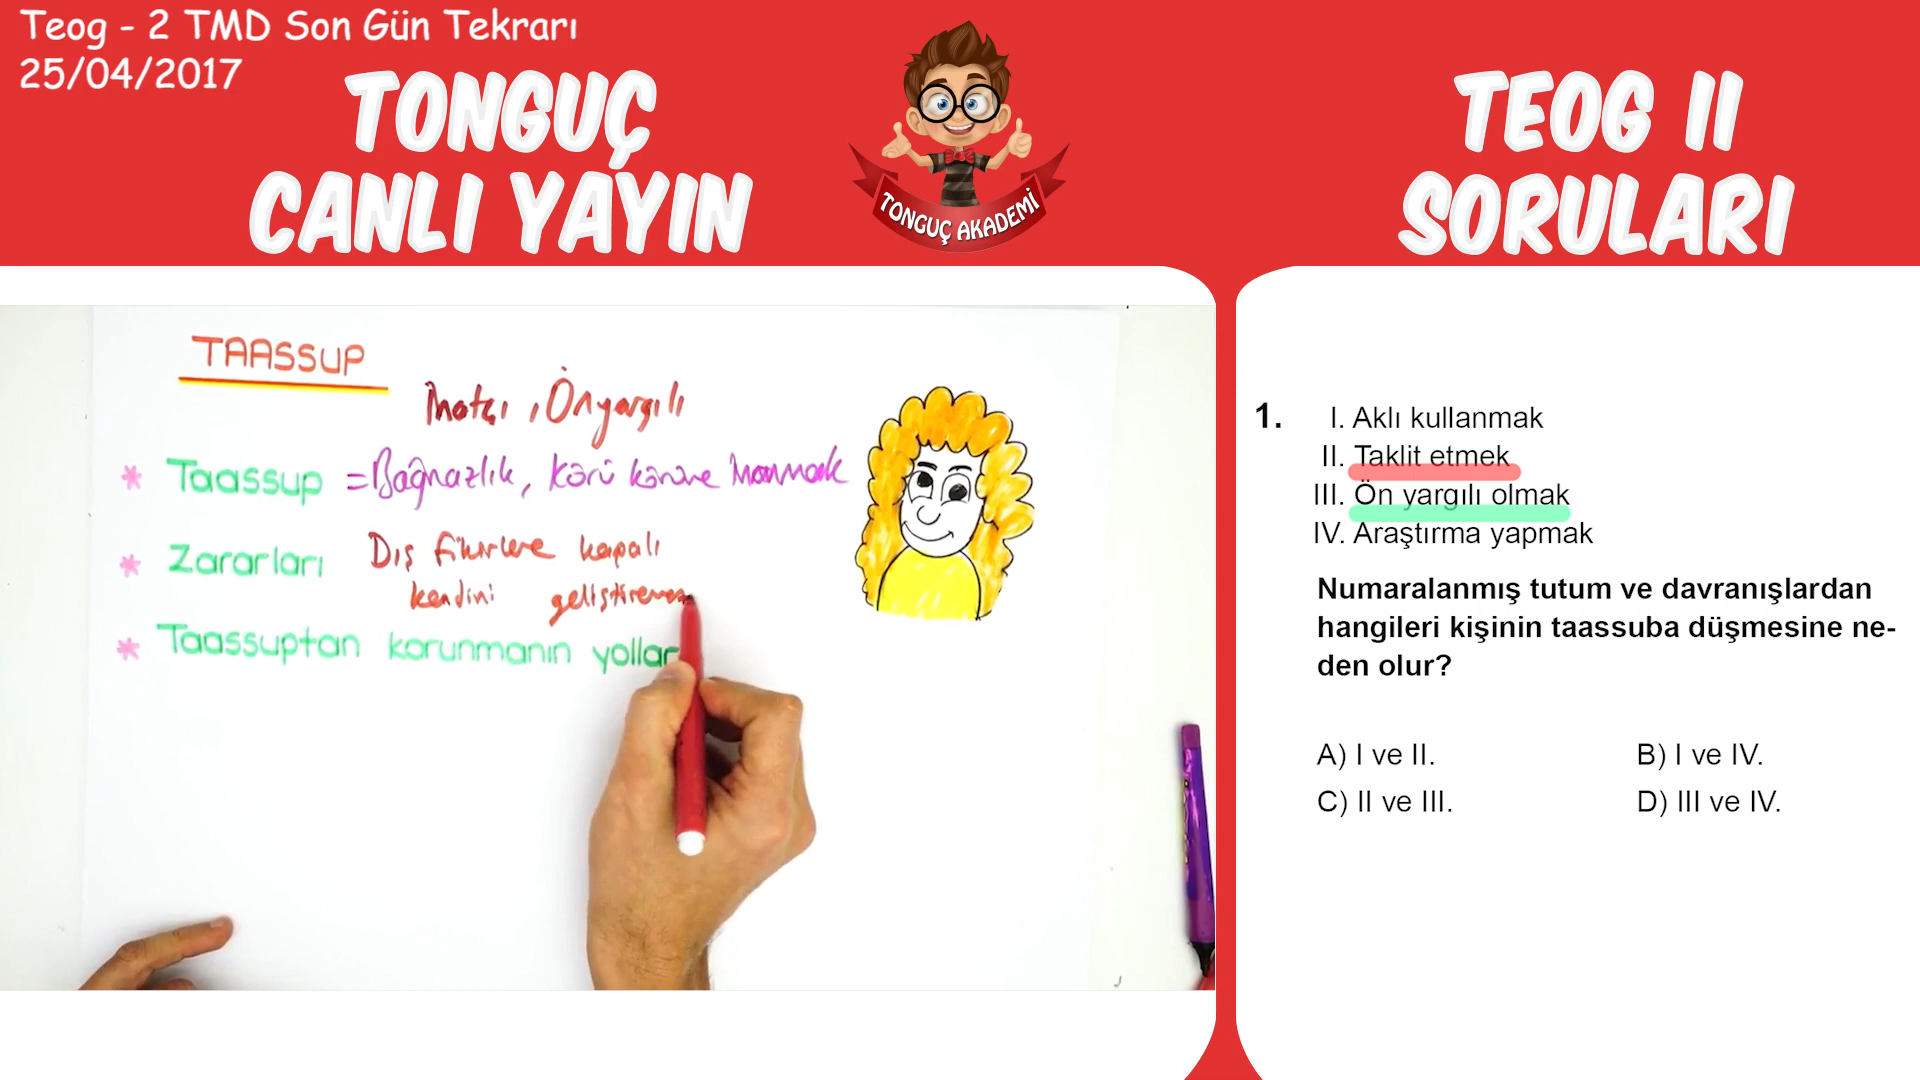 Teog - 2 TMD Son Gün Tekrarı
25/04/2017
TONGUÇ
CANLI YAYIN
TONGUÇ AKADEMİ
TEOG II
SORULARI
TAASSUP
İnatçı, Önyargılı
* Taassup = Bağnazlık, körü körüne inanmak
* Zararları Dış fikirlere kapalı
kendini geliştiremez
* Taassuptan korunmanın yollar
1. I. Aklı kullanmak
II. Taklit etmek
III. Ön yargılı olmak
IV. Araştırma yapmak
Numaralanmış tutum ve davranışlardan
hangileri kişinin taassuba düşmesine ne-
den olur?
A) I ve II. B) I ve IV.
C) II ve III. D) III ve IV.